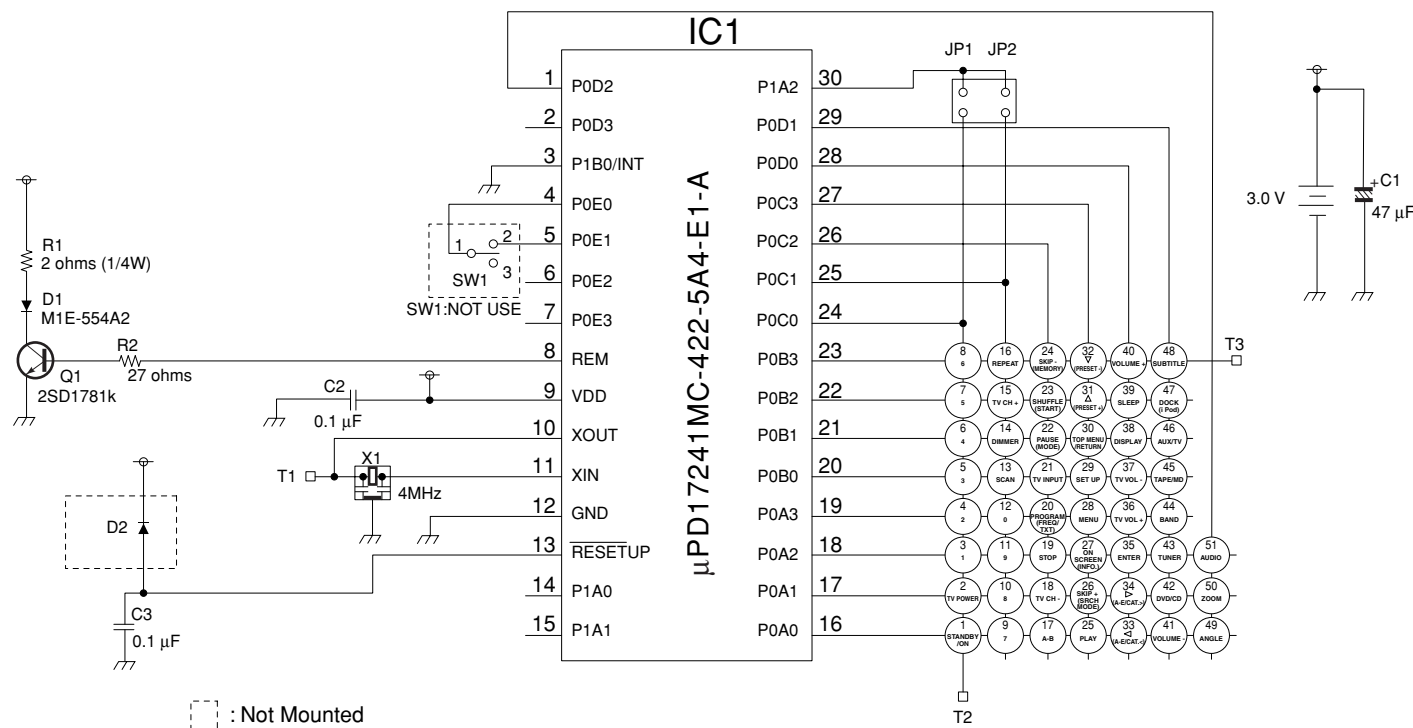 IC1
JP1 JP2
1 P0D2
2 P0D3
3 P1B0/INT
4 P0E0
5 P0E1
6 P0E2
7 P0E3
8 REM
9 VDD
10 XOUT
11 XIN
12 GND
13 RESETUP
14 P1A0
15 P1A1
µPD17241MC-422-5A4-E1-A
P1A2 30
P0D1 29
P0D0 28
P0C3 27
P0C2 26
P0C1 25
P0C0 24
P0B3 23
P0B2 22
P0B1 21
P0B0 20
P0A3 19
P0A2 18
P0A1 17
P0A0 16
R1
2 ohms (1/4W)
D1
M1E-554A2
Q1
2SD1781k
R2
27 ohms
1 2
3
SW1
SW1:NOT USE
C2
0.1 µF
T1
X1
4MHz
D2
C3
0.1 µF
: Not Mounted
3.0 V
+C1
47 µF
T3
8 16 24 32 40 48
6 REPEAT SKIP - ▽ VOLUME + SUBTITLE
(MEMORY) (PRESET -)
7 15 23 31 39 47
5 TV CH + SHUFFLE △ SLEEP DOCK
(START) (PRESET +) (i Pod)
6 14 22 30 38 46
4 DIMMER PAUSE TOP MENU DISPLAY AUX/TV
(MODE) /RETURN
5 13 21 29 37 45
3 SCAN TV INPUT SET UP TV VOL - TAPE/MD
4 12 20 28 36 44
2 0 PROGRAM MENU TV VOL + BAND
(FREQ/
TXT)
3 11 19 27 35 43 51
1 9 STOP ON ENTER TUNER AUDIO
SCREEN
(INFO.)
2 10 18 26 34 42 50
TV POWER 8 TV CH - SKIP + ▷ DVD/CD ZOOM
(SRCH (A-E/CAT.>)
MODE)
1 9 17 25 33 41 49
STANDBY 7 A-B PLAY ◁ VOLUME - ANGLE
/ON (A-E/CAT.<)
T2